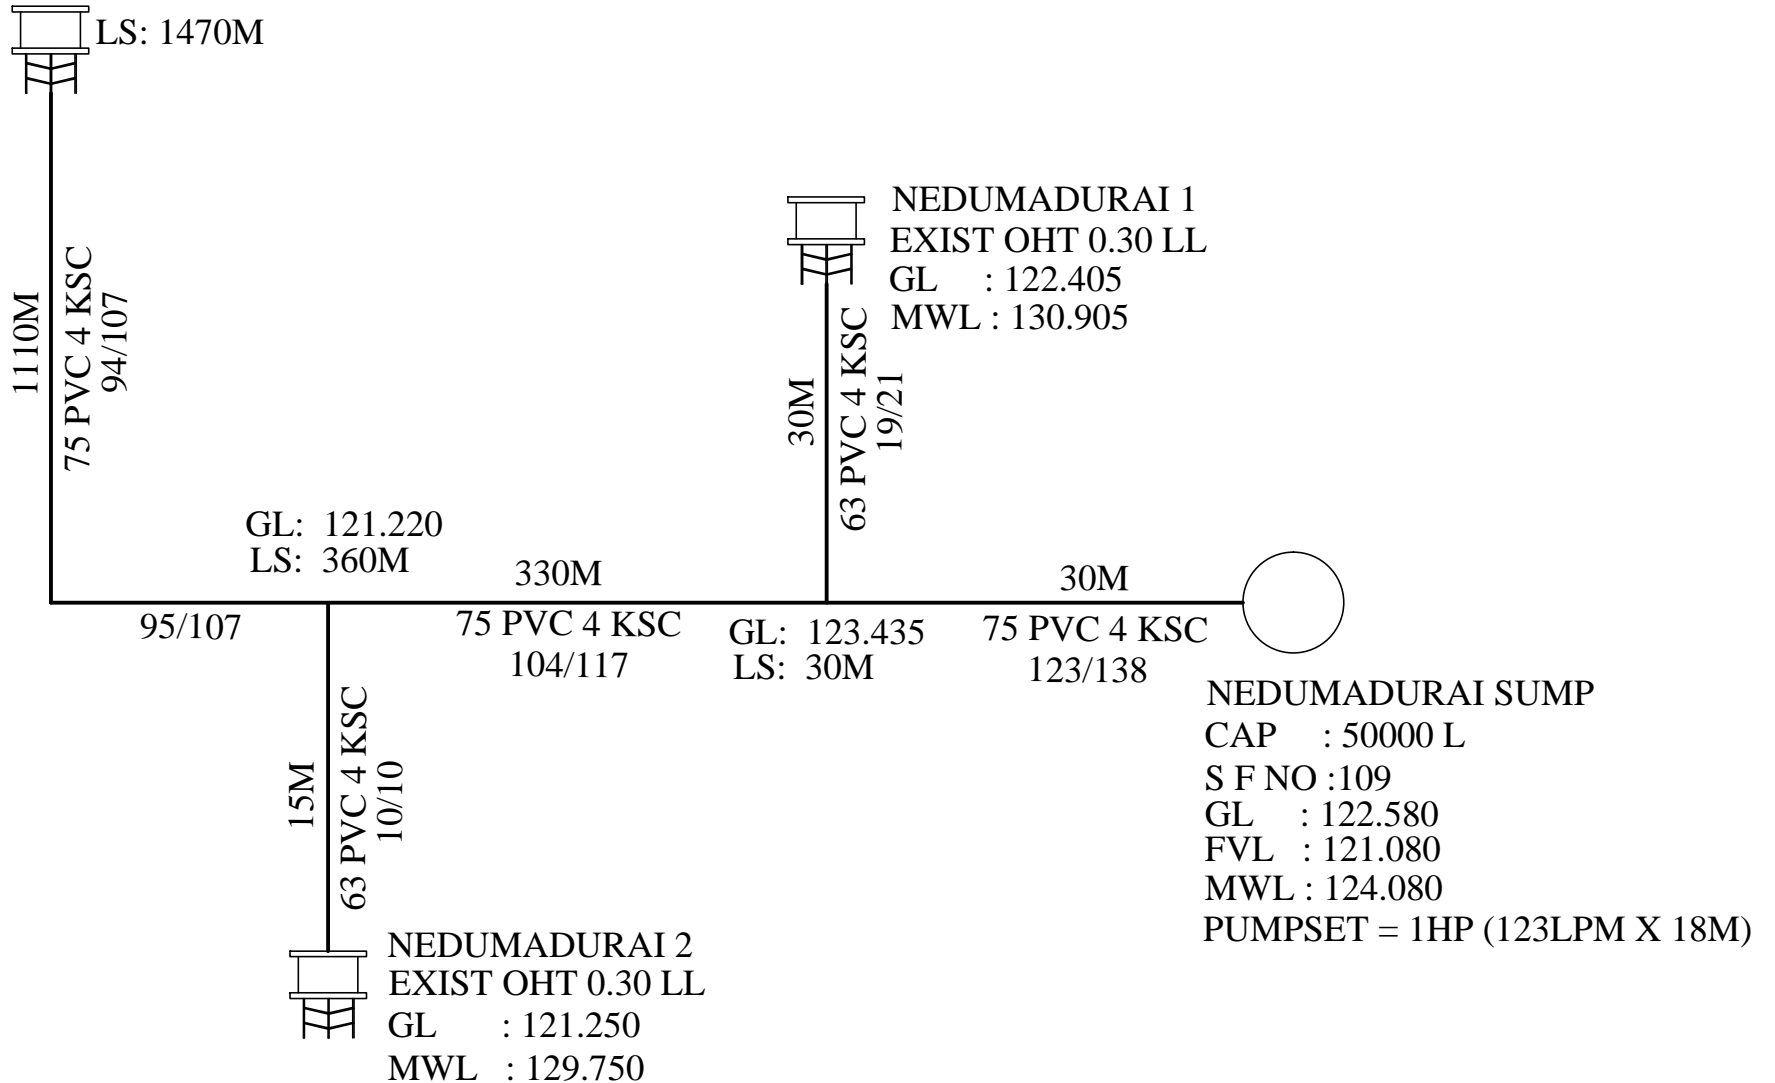 LS: 1470M
1110M
75 PVC 4 KSC
94/107
NEDUMADURAI 1
EXIST OHT 0.30 LL
GL : 122.405
MWL : 130.905
30M
63 PVC 4 KSC
19/21
GL: 121.220
LS: 360M
95/107
330M
75 PVC 4 KSC
104/117
GL: 123.435
LS: 30M
30M
75 PVC 4 KSC
123/138
NEDUMADURAI SUMP
CAP : 50000 L
S F NO :109
GL : 122.580
FVL : 121.080
MWL : 124.080
PUMPSET = 1HP (123LPM X 18M)
15M
63 PVC 4 KSC
10/10
NEDUMADURAI 2
EXIST OHT 0.30 LL
GL : 121.250
MWL : 129.750